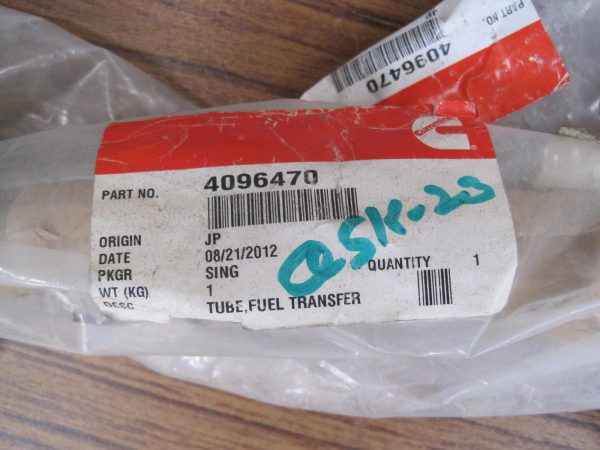 PART NO.
4096470
Cummins
PART NO. 4096470
ORIGIN JP
DATE 08/21/2012
PKGR SING
WT (KG) 1
DESC TUBE,FUEL TRANSFER
QUANTITY 1
QSK-23